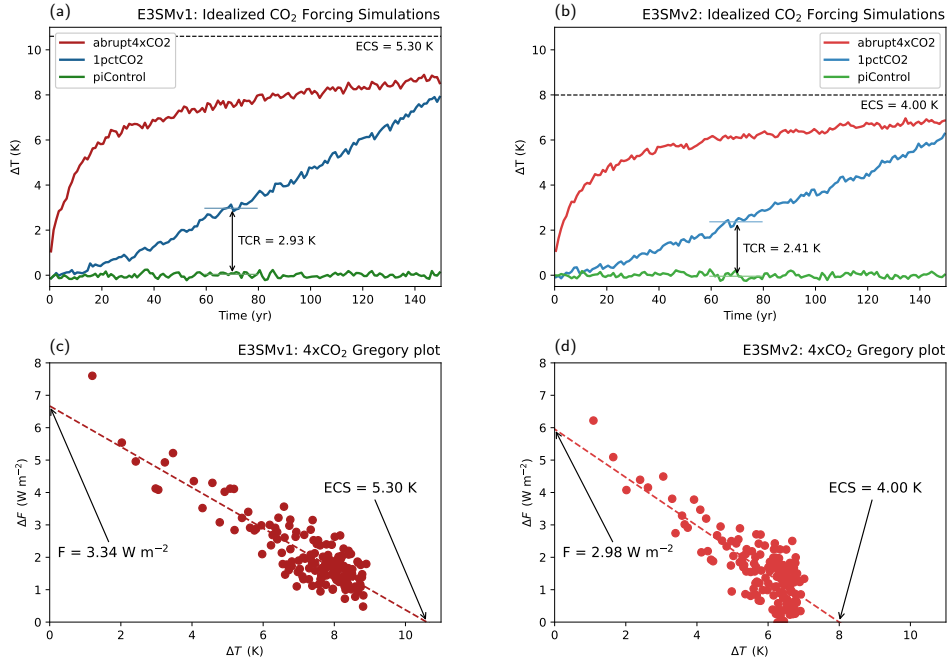 (a)
E3SMv1: Idealized CO₂ Forcing Simulations
abrupt4xCO2
1pctCO2
piControl
ECS = 5.30 K
TCR = 2.93 K
ΔT (K)
10
8
6
4
2
0
0 20 40 60 80 100 120 140
Time (yr)
(b)
E3SMv2: Idealized CO₂ Forcing Simulations
abrupt4xCO2
1pctCO2
piControl
ECS = 4.00 K
TCR = 2.41 K
ΔT (K)
10
8
6
4
2
0
0 20 40 60 80 100 120 140
Time (yr)
(c)
E3SMv1: 4xCO₂ Gregory plot
ECS = 5.30 K
F = 3.34 W m⁻²
ΔF (W m⁻²)
8
7
6
5
4
3
2
1
0
0 2 4 6 8 10
ΔT (K)
(d)
E3SMv2: 4xCO₂ Gregory plot
ECS = 4.00 K
F = 2.98 W m⁻²
ΔF (W m⁻²)
8
7
6
5
4
3
2
1
0
0 2 4 6 8 10
ΔT (K)